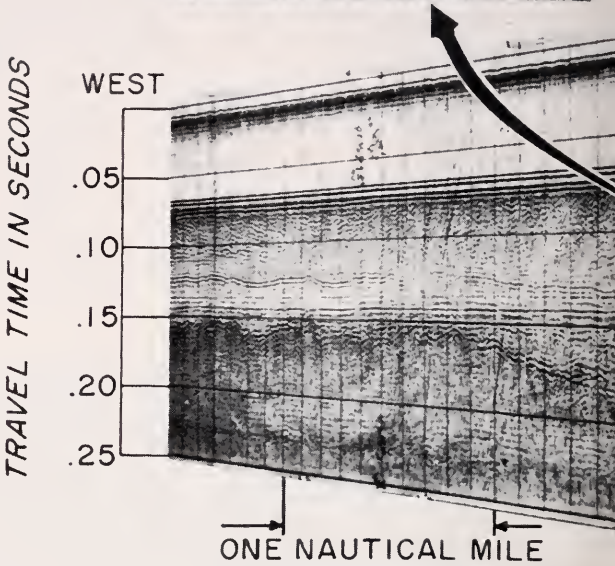 WEST
TRAVEL TIME IN SECONDS
.05
.10
.15
.20
.25
ONE NAUTICAL MILE